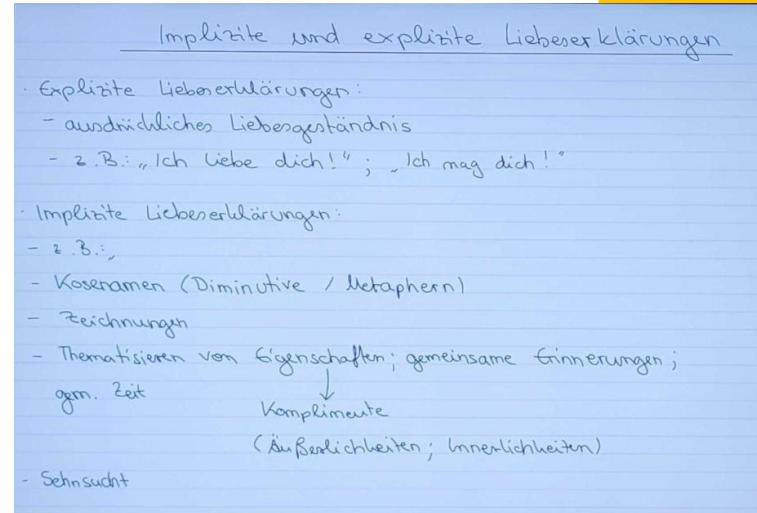 Implizite und explizite Liebeserklärungen
· Explizite Liebeserklärungen:
- ausdrückliches Liebesgeständnis
- z.B.: „Ich liebe dich!“ ; „Ich mag dich!“
· Implizite Liebeserklärungen:
- z.B.: „
- Kosenamen (Diminutive / Metaphern)
- Zeichnungen
- Thematisieren von Eigenschaften; gemeinsame Erinnerungen;
gem. Zeit
↓
Komplimente
(Äußerlichkeiten; Innerlichkeiten)
- Sehnsucht